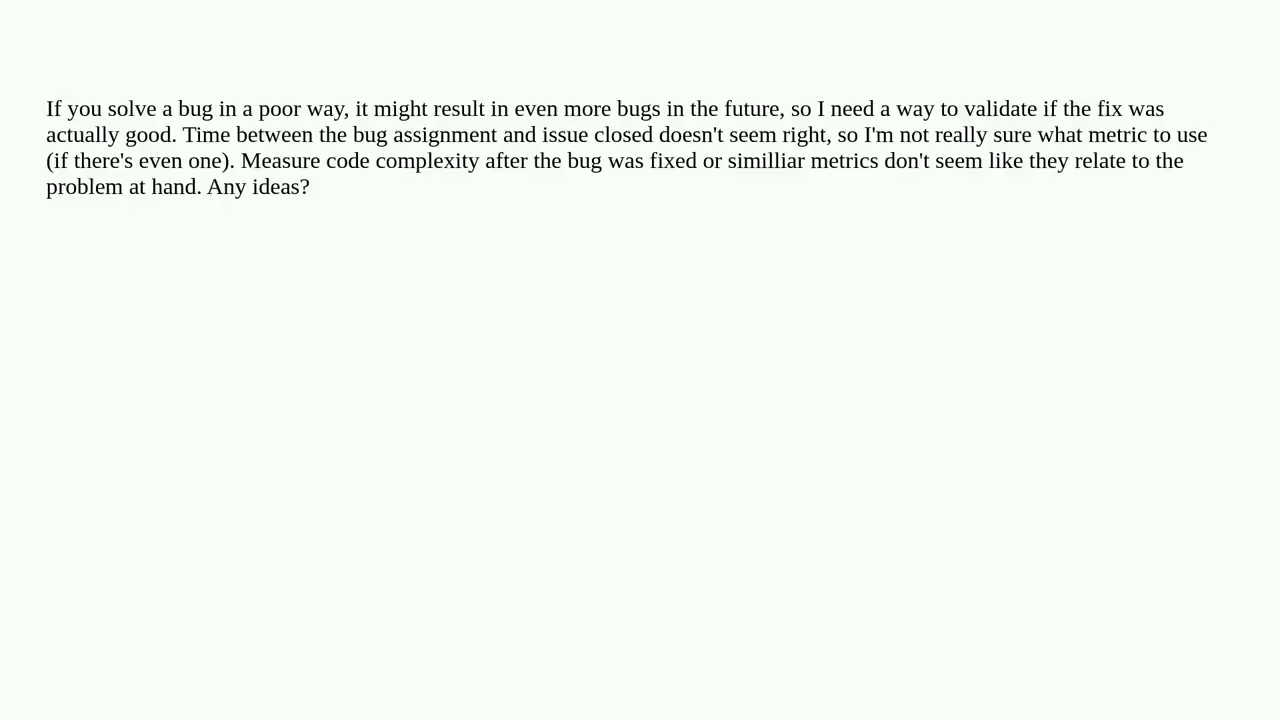 If you solve a bug in a poor way, it might result in even more bugs in the future, so I need a way to validate if the fix was
actually good. Time between the bug assignment and issue closed doesn't seem right, so I'm not really sure what metric to use
(if there's even one). Measure code complexity after the bug was fixed or similliar metrics don't seem like they relate to the
problem at hand. Any ideas?